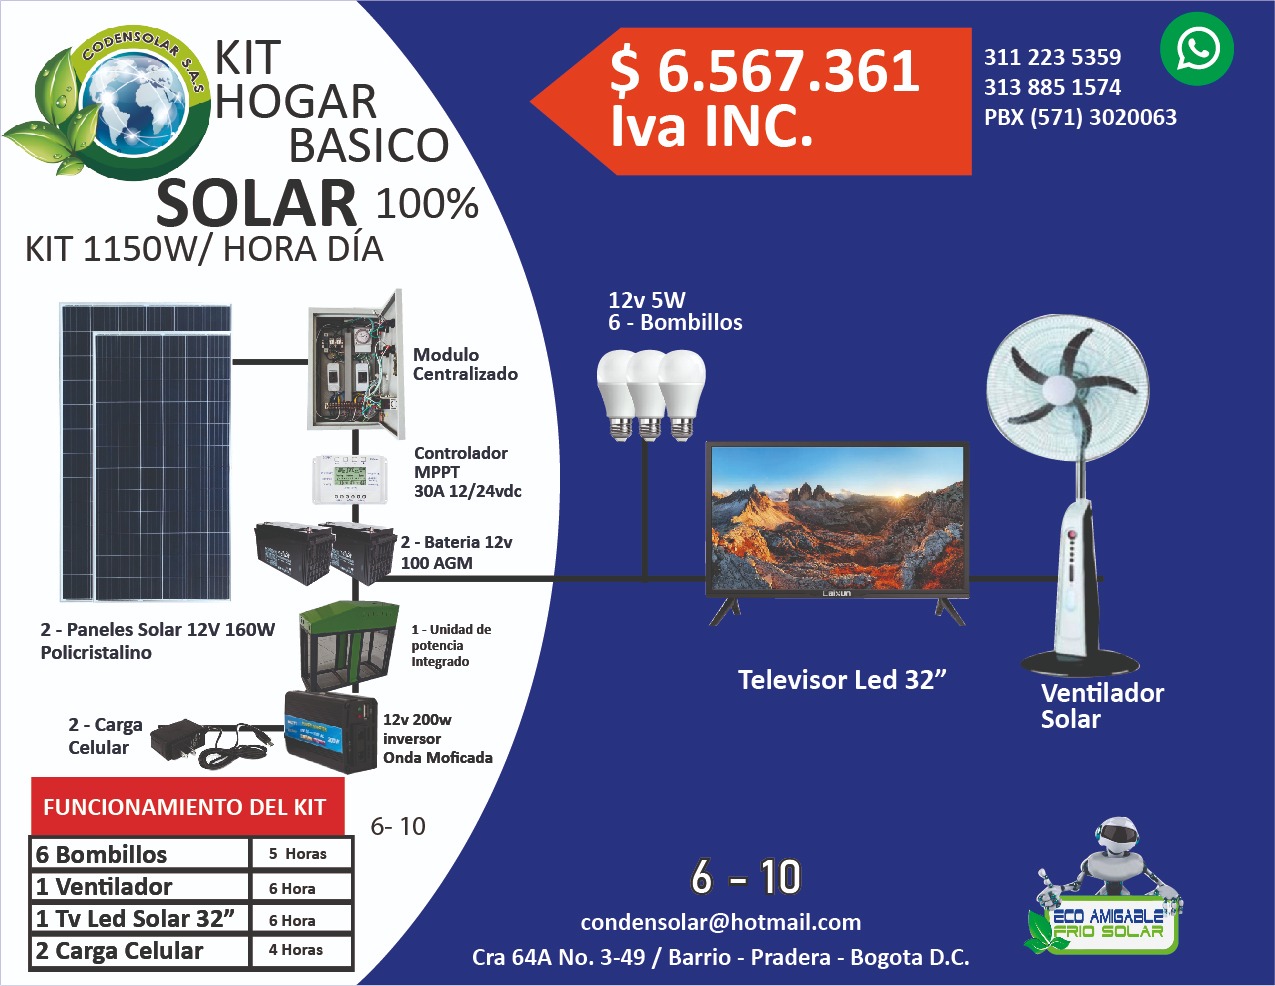 CODENSOLAR S.A.S
KIT
HOGAR
BASICO
SOLAR 100%
KIT 1150W/ HORA DÍA
$ 6.567.361
Iva INC.
311 223 5359
313 885 1574
PBX (571) 3020063
Modulo
Centralizado
Controlador
MPPT
30A 12/24vdc
2 - Bateria 12v
100 AGM
2 - Paneles Solar 12V 160W
Policristalino
1 - Unidad de
potencia
Integrado
2 - Carga
Celular
12v 200w
inversor
Onda Moficada
12v 5W
6 - Bombillos
Laixun
Televisor Led 32”
Ventilador
Solar
FUNCIONAMIENTO DEL KIT
6 Bombillos 5 Horas
1 Ventilador 6 Hora
1 Tv Led Solar 32” 6 Hora
2 Carga Celular 4 Horas
6- 10
6 - 10
condensolar@hotmail.com
Cra 64A No. 3-49 / Barrio - Pradera - Bogota D.C.
ECO AMIGABLE
FRIO SOLAR